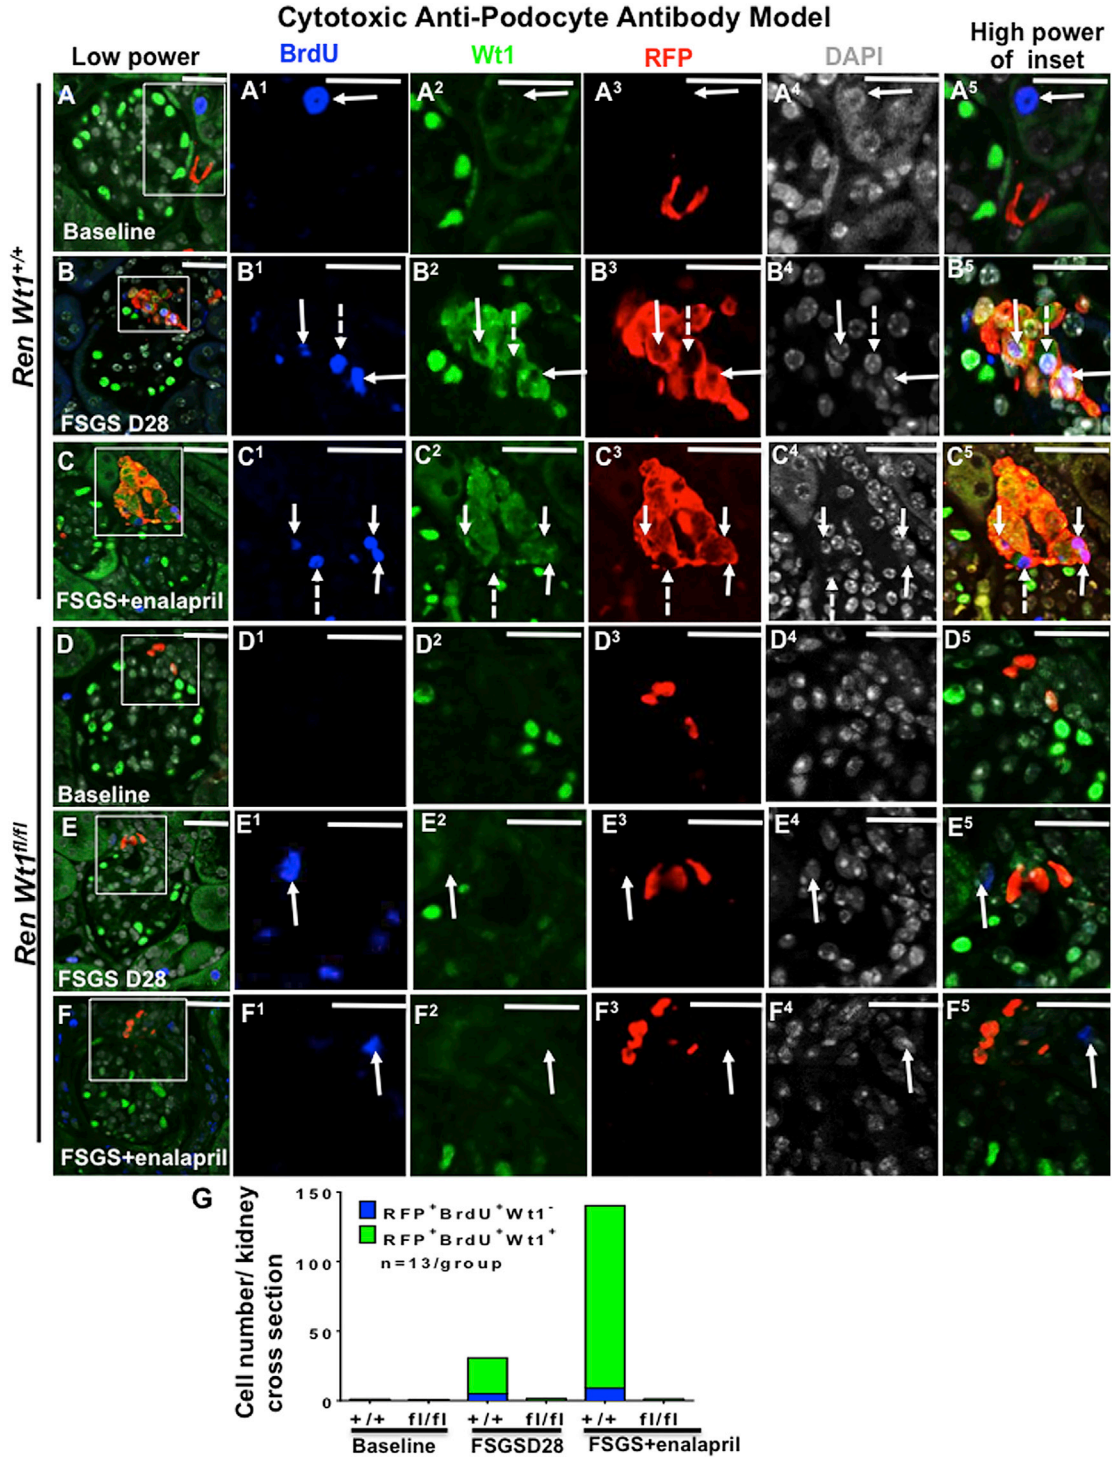 Cytotoxic Anti-Podocyte Antibody Model
Low power BrdU Wt1 RFP DAPI High power of inset
Ren Wt1+/+
A A1 A2 A3 A4 A5
Baseline
B B1 B2 B3 B4 B5
FSGS D28
C C1 C2 C3 C4 C5
FSGS+enalapril
Ren Wt1fl/fl
D D1 D2 D3 D4 D5
Baseline
E E1 E2 E3 E4 E5
FSGS D28
F F1 F2 F3 F4 F5
FSGS+enalapril
G
Cell number/ kidney
cross section
150
100
50
0
RFP+BrdU+Wt1-
RFP+BrdU+Wt1+
n=13/group
+/+ fl/fl +/+ fl/fl +/+ fl/fl
Baseline FSGSD28 FSGS+enalapril